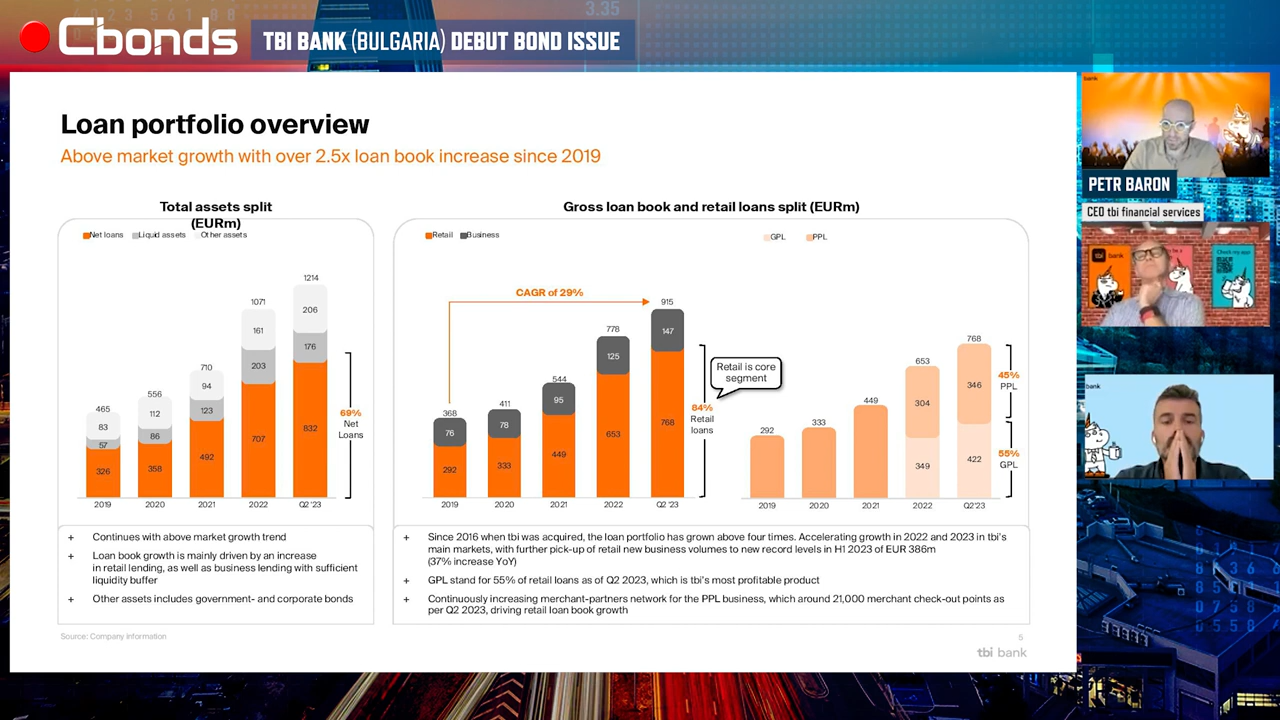 3.35
Cbonds
TBI BANK (BULGARIA) DEBUT BOND ISSUE
Loan portfolio overview
Above market growth with over 2.5x loan book increase since 2019
Total assets split
(EURm)
Net loans Liquid assets Other assets
1214
1071
206
161
710
176
556
94
203
465
112
123
83
86
57
69%
Net
Loans
326 358 492 707 832
2019 2020 2021 2022 Q2 '23
Gross loan book and retail loans split (EURm)
Retail Business
GPL PPL
CAGR of 29%
915
778
147
544
125
411
95
368
78
76
Retail is core
segment
84%
Retail
loans
292 333 449 653 768
2019 2020 2021 2022 Q2 '23
768
653
449
333
292
304 346
349 422
45%
PPL
55%
GPL
2019 2020 2021 2022 Q2'23
+ Continues with above market growth trend
+ Loan book growth is mainly driven by an increase
in retail lending, as well as business lending with sufficient
liquidity buffer
+ Other assets includes government- and corporate bonds
+ Since 2016 when tbi was acquired, the loan portfolio has grown above four times. Accelerating growth in 2022 and 2023 in tbi's
main markets, with further pick-up of retail new business volumes to new record levels in H1 2023 of EUR 386m
(37% increase YoY)
+ GPL stand for 55% of retail loans as of Q2 2023, which is tbi's most profitable product
+ Continuously increasing merchant-partners network for the PPL business, which around 21,000 merchant check-out points as
per Q2 2023, driving retail loan book growth
Source: Company information
5
tbi bank
bank
PETR BARON
CEO tbi financial services
tbi bank
Check my app
bank